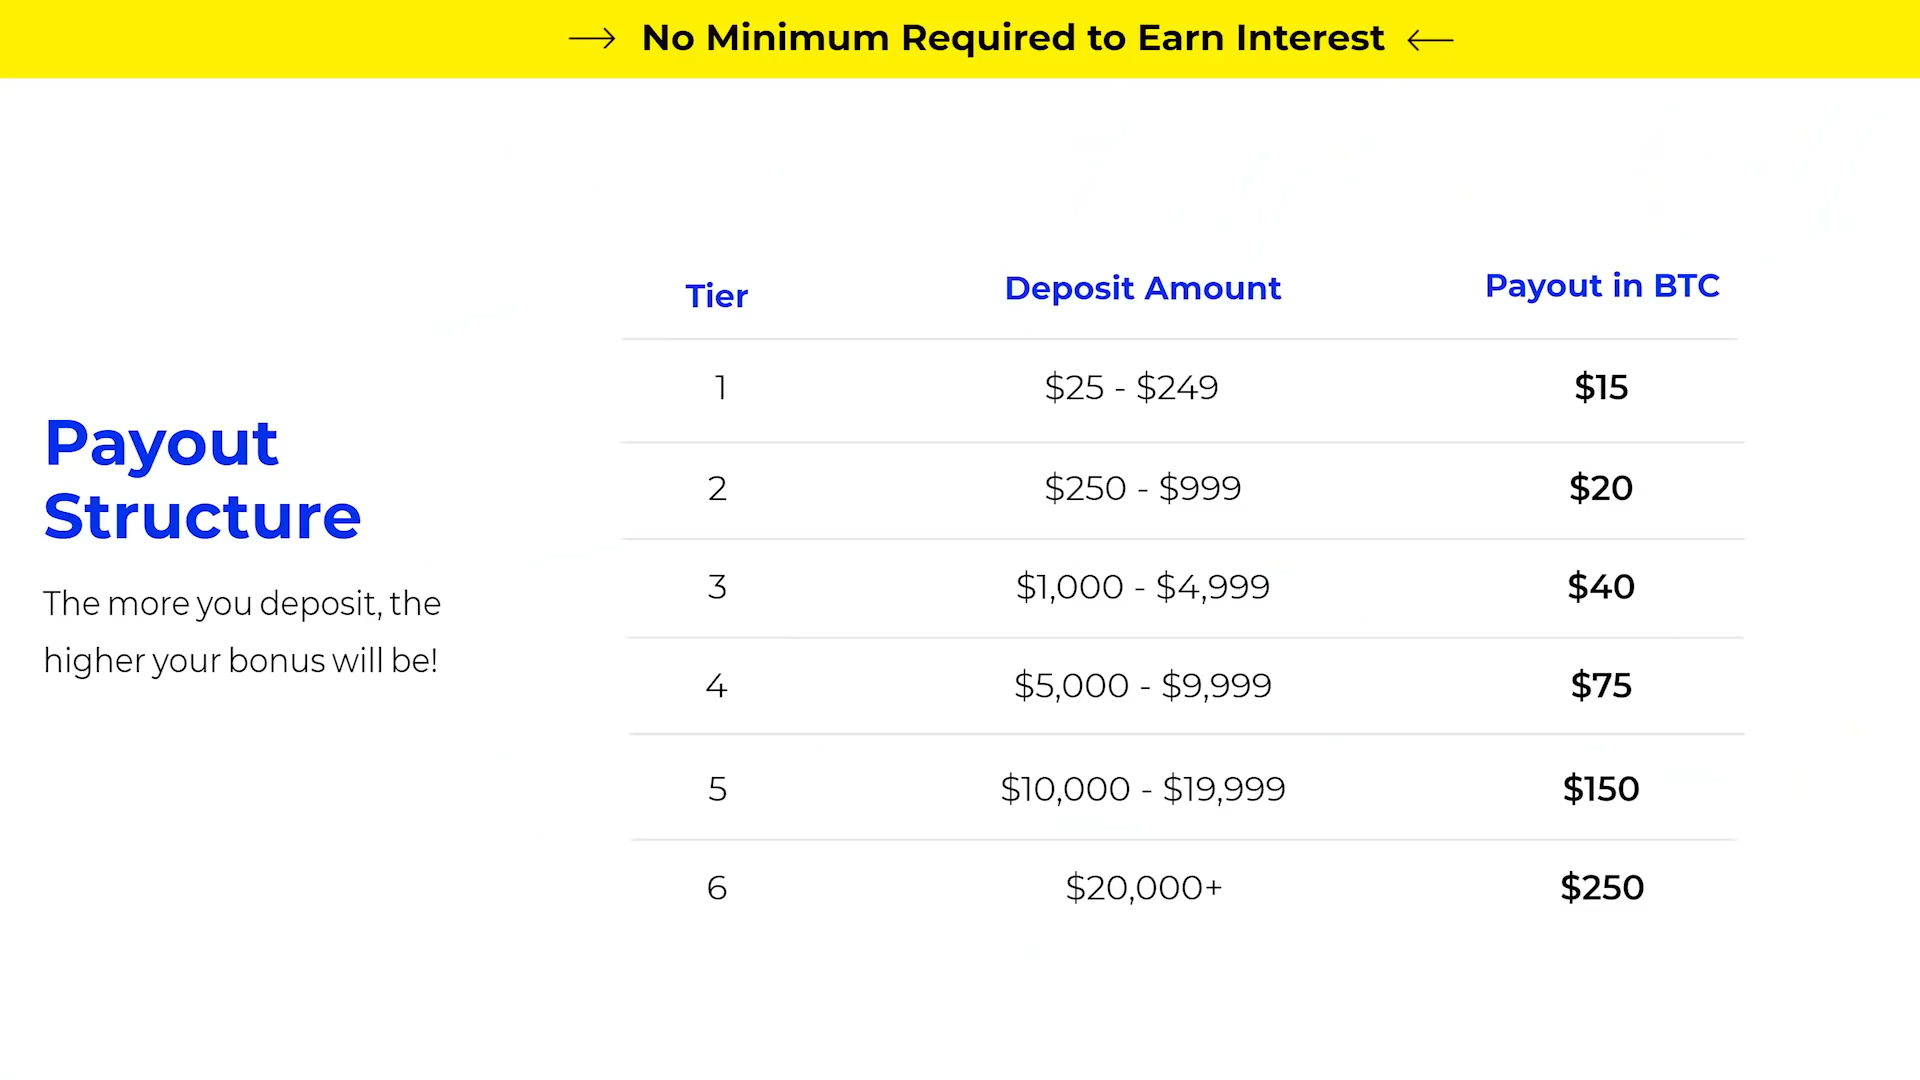 → No Minimum Required to Earn Interest ←
Payout
Structure
The more you deposit, the
higher your bonus will be!
Tier Deposit Amount Payout in BTC
1 $25 - $249 $15
2 $250 - $999 $20
3 $1,000 - $4,999 $40
4 $5,000 - $9,999 $75
5 $10,000 - $19,999 $150
6 $20,000+ $250